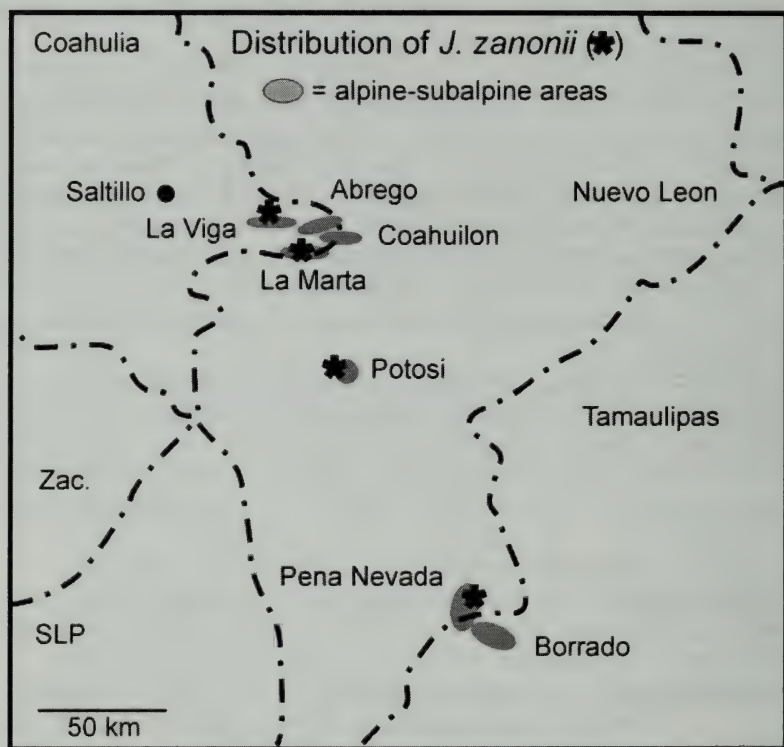 Coahulia
Distribution of J. zanonii (*)
= alpine-subalpine areas
Saltillo
Abrego
Nuevo Leon
La Viga
Coahuilon
La Marta
Potosi
Tamaulipas
Zac.
Pena Nevada
SLP
Borrado
50 km